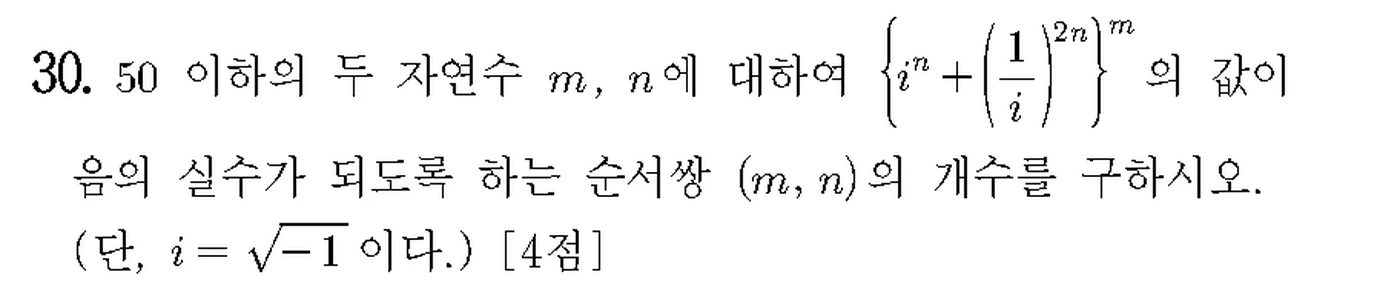 30. 50 이하의 두 자연수 m, n에 대하여 {iⁿ + (1/i)²ⁿ}ᵐ 의 값이
음의 실수가 되도록 하는 순서쌍 (m, n)의 개수를 구하시오.
(단, i = √−1 이다.) [4점]